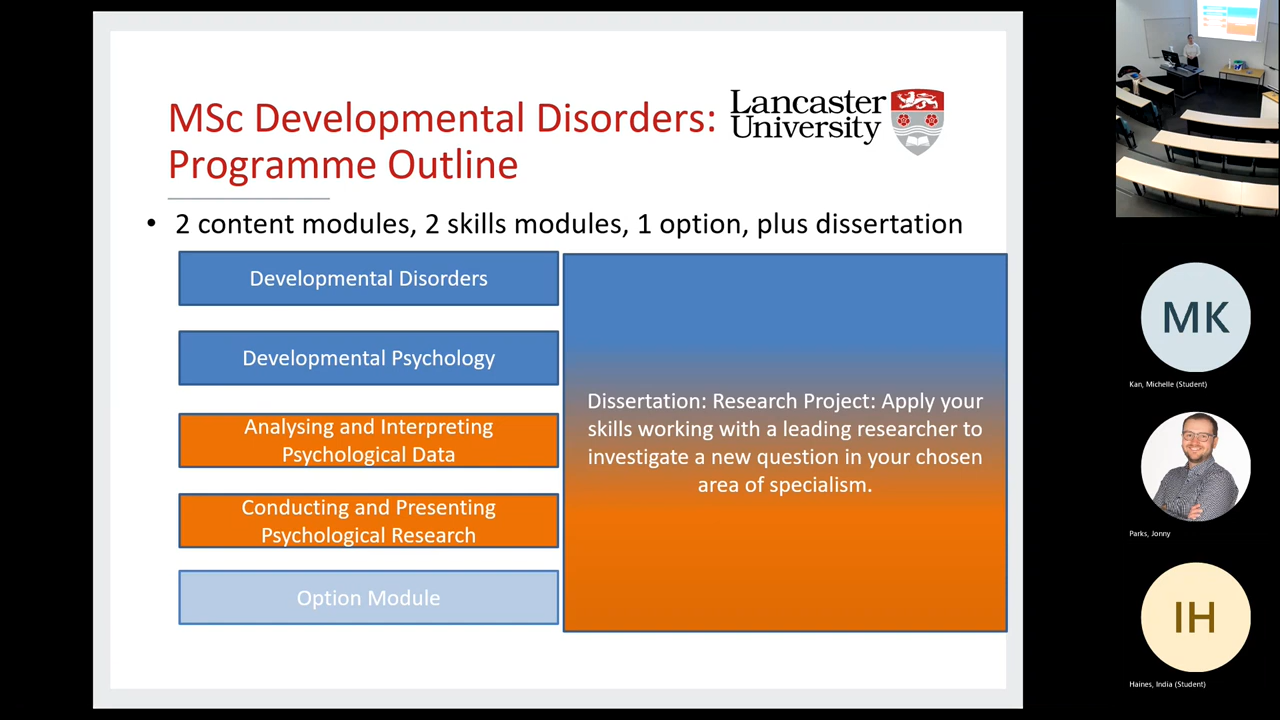 MSc Developmental Disorders:
Programme Outline
Lancaster
University
• 2 content modules, 2 skills modules, 1 option, plus dissertation
Developmental Disorders
Developmental Psychology
Analysing and Interpreting
Psychological Data
Conducting and Presenting
Psychological Research
Option Module
Dissertation: Research Project: Apply your
skills working with a leading researcher to
investigate a new question in your chosen
area of specialism.
MK
Kan, Michelle (Student)
Parks, Jonny
IH
Haines, India (Student)